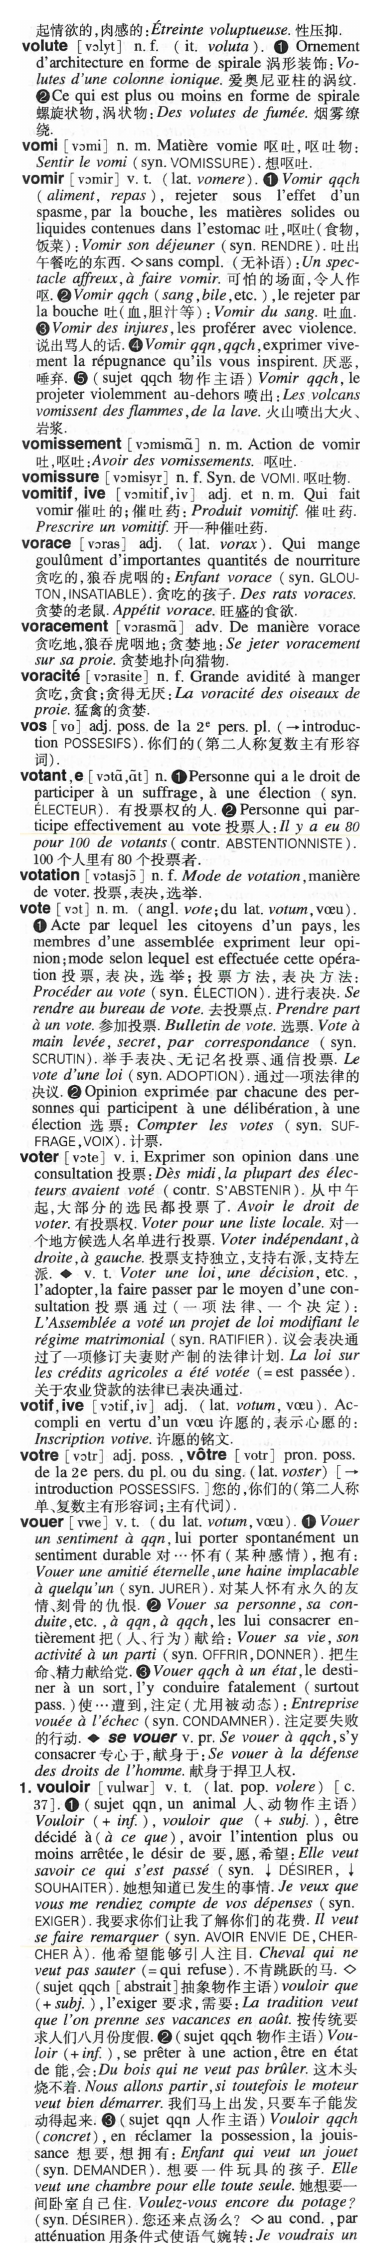 起情欲的,肉感的:Étreinte voluptueuse. 性压抑.
volute [vɔlyt] n. f. (it. voluta). ❶ Ornement
d'architecture en forme de spirale 涡形装饰:Vo-
lutes d'une colonne ionique. 爱奥尼亚柱的涡纹.
❷Ce qui est plus ou moins en forme de spirale
螺旋状物,涡状物:Des volutes de fumée. 烟雾缭
绕.
vomi [vɔmi] n. m. Matière vomie 呕吐,呕吐物:
Sentir le vomi (syn. VOMISSURE). 想呕吐.
vomir [vɔmir] v. t. (lat. vomere). ❶ Vomir qqch
(aliment, repas), rejeter sous l'effet d'un
spasme,par la bouche, les matières solides ou
liquides contenues dans l'estomac 吐,呕吐(食物,
饭菜):Vomir son déjeuner (syn. RENDRE). 吐出
午餐吃的东西. ◇sans compl. (无补语):Un spec-
tacle affreux,à faire vomir. 可怕的场面,令人作
呕. ❷Vomir qqch (sang,bile,etc.),le rejeter par
la bouche 吐(血,胆汁等):Vomir du sang. 吐血.
❸Vomir des injures,les proférer avec violence.
说出骂人的话. ❹Vomir qqn,qqch,exprimer vive-
ment la répugnance qu'ils vous inspirent. 厌恶,
唾弃. ❺(sujet qqch 物作主语) Vomir qqch, le
projeter violemment au-dehors 喷出:Les volcans
vomissent des flammes,de la lave. 火山喷出大火、
岩浆.
vomissement [vɔmismɑ̃] n. m. Action de vomir
吐,呕吐:Avoir des vomissements. 呕吐.
vomissure [vɔmisyr] n. f. Syn. de VOMI. 呕吐物.
vomitif, ive [vɔmitif,iv] adj. et n. m. Qui fait
vomir 催吐的;催吐药:Produit vomitif. 催吐药.
Prescrire un vomitif. 开一种催吐药.
vorace [vɔras] adj. (lat. vorax). Qui mange
goulûment d'importantes quantités de nourriture
贪吃的,狼吞虎咽的:Enfant vorace (syn. GLOU-
TON,INSATIABLE). 贪吃的孩子. Des rats voraces.
贪婪的老鼠. Appétit vorace. 旺盛的食欲.
voracement [vɔrasmɑ̃] adv. De manière vorace
贪吃地,狼吞虎咽地;贪婪地:Se jeter voracement
sur sa proie. 贪婪地扑向猎物.
voracité [vɔrasite] n. f. Grande avidité à manger
贪吃,贪食;贪得无厌:La voracité des oiseaux de
proie. 猛禽的贪婪.
vos [vo] adj. poss. de la 2e pers. pl. (→introduc-
tion POSSESIFS). 你们的(第二人称复数主有形容
词).
votant,e [vɔtɑ̃,ɑ̃t] n. ❶Personne qui a le droit de
participer à un suffrage, à une élection (syn.
ÉLECTEUR). 有投票权的人. ❷Personne qui par-
ticipe effectivement au vote 投票人:Il y a eu 80
pour 100 de votants (contr. ABSTENTIONNISTE).
100 个人里有 80 个投票者.
votation [vɔtasjɔ̃] n. f. Mode de votation,manière
de voter. 投票,表决,选举.
vote [vɔt] n. m. (angl. vote;du lat. votum,vœu).
❶Acte par lequel les citoyens d'un pays, les
membres d'une assemblée expriment leur opi-
nion;mode selon lequel est effectuée cette opéra-
tion 投票, 表决, 选举; 投票方法, 表决方法:
Procéder au vote (syn. ÉLECTION). 进行表决. Se
rendre au bureau de vote. 去投票点. Prendre part
à un vote. 参加投票. Bulletin de vote. 选票. Vote à
main levée, secret, par correspondance (syn.
SCRUTIN). 举手表决、无记名投票、通信投票. Le
vote d'une loi (syn. ADOPTION). 通过一项法律的
决议. ❷Opinion exprimée par chacune des per-
sonnes qui participent à une délibération,à une
élection 选票: Compter les votes (syn. SUF-
FRAGE,VOIX). 计票.
voter [vɔte] v. i. Exprimer son opinion dans une
consultation 投票:Dès midi,la plupart des élec-
teurs avaient voté (contr. S'ABSTENIR). 从中午
起,大部分的选民都投票了. Avoir le droit de
voter. 有投票权. Voter pour une liste locale. 对一
个地方候选人名单进行投票. Voter indépendant,à
droite,à gauche. 投票支持独立,支持右派,支持左
派. ◆ v. t. Voter une loi, une décision, etc.,
l'adopter,la faire passer par le moyen d'une con-
sultation 投票通过(一项法律、一个决定):
L'Assemblée a voté un projet de loi modifiant le
régime matrimonial (syn. RATIFIER). 议会表决通
过了一项修订夫妻财产制的法律计划. La loi sur
les crédits agricoles a été votée (=est passée).
关于农业贷款的法律已表决通过.
votif,ive [vɔtif,iv] adj. (lat. votum, vœu). Ac-
compli en vertu d'un vœu 许愿的,表示心愿的:
Inscription votive. 许愿的铭文.
votre [vɔtr] adj. poss. , vôtre [votr] pron. poss.
de la 2e pers. du pl. ou du sing. (lat. voster) [→
introduction POSSESSIFS.]您的,你们的(第二人称
单、复数主有形容词;主有代词).
vouer [vwe] v. t. (du lat. votum,vœu). ❶Vouer
un sentiment à qqn,lui porter spontanément un
sentiment durable 对…怀有(某种感情),抱有:
Vouer une amitié éternelle,une haine implacable
à quelqu'un (syn. JURER). 对某人怀有永久的友
情、刻骨的仇恨. ❷ Vouer sa personne, sa con-
duite,etc. ,à qqn,à qqch,les lui consacrer en-
tièrement 把(人、行为)献给: Vouer sa vie, son
activité à un parti (syn. OFFRIR,DONNER). 把生
命、精力献给党. ❸Vouer qqch à un état,le desti-
ner à un sort, l'y conduire fatalement (surtout
pass.)使…遭到,注定(尤用被动态):Entreprise
vouée à l'échec (syn. CONDAMNER). 注定要失败
的行动. ◆ se vouer v. pr. Se vouer à qqch,s'y
consacrer 专心于,献身于:Se vouer à la défense
des droits de l'homme. 献身于捍卫人权.
1. vouloir [vulwar] v. t. (lat. pop. volere) [c.
37]. ❶(sujet qqn, un animal 人、动物作主语)
Vouloir (+ inf.), vouloir que (+ subj.), être
décidé à(à ce que), avoir l'intention plus ou
moins arrêtée, le désir de 要,愿,希望:Elle veut
savoir ce qui s'est passé (syn. ↓ DÉSIRER, ↓
SOUHAITER). 她想知道已发生的事情. Je veux que
vous me rendiez compte de vos dépenses (syn.
EXIGER). 我要求你们让我了解你们的花费. Il veut
se faire remarquer (syn. AVOIR ENVIE DE,CHER-
CHER À). 他希望能够引人注目. Cheval qui ne
veut pas sauter (=qui refuse). 不肯跳跃的马. ◇
(sujet qqch [abstrait]抽象物作主语)vouloir que
(+subj.),l'exiger 要求,需要:La tradition veut
que l'on prenne ses vacances en août. 按传统要
求人们八月份度假. ❷(sujet qqch 物作主语)Vou-
loir (+inf.),se prêter à une action,être en état
de 能,会:Du bois qui ne veut pas brûler. 这木头
烧不着. Nous allons partir,si toutefois le moteur
veut bien démarrer. 我们马上出发,只要车子能发
动得起来. ❸(sujet qqn 人作主语) Vouloir qqch
(concret), en réclamer la possession, la jouis-
sance 想要, 想拥有: Enfant qui veut un jouet
(syn. DEMANDER). 想要一件玩具的孩子. Elle
veut une chambre pour elle toute seule. 她想要一
间卧室自己住. Voulez-vous encore du potage?
(syn. DÉSIRER). 您还来点汤么? ◇au cond. ,par
atténuation 用条件式使语气婉转:Je voudrais un